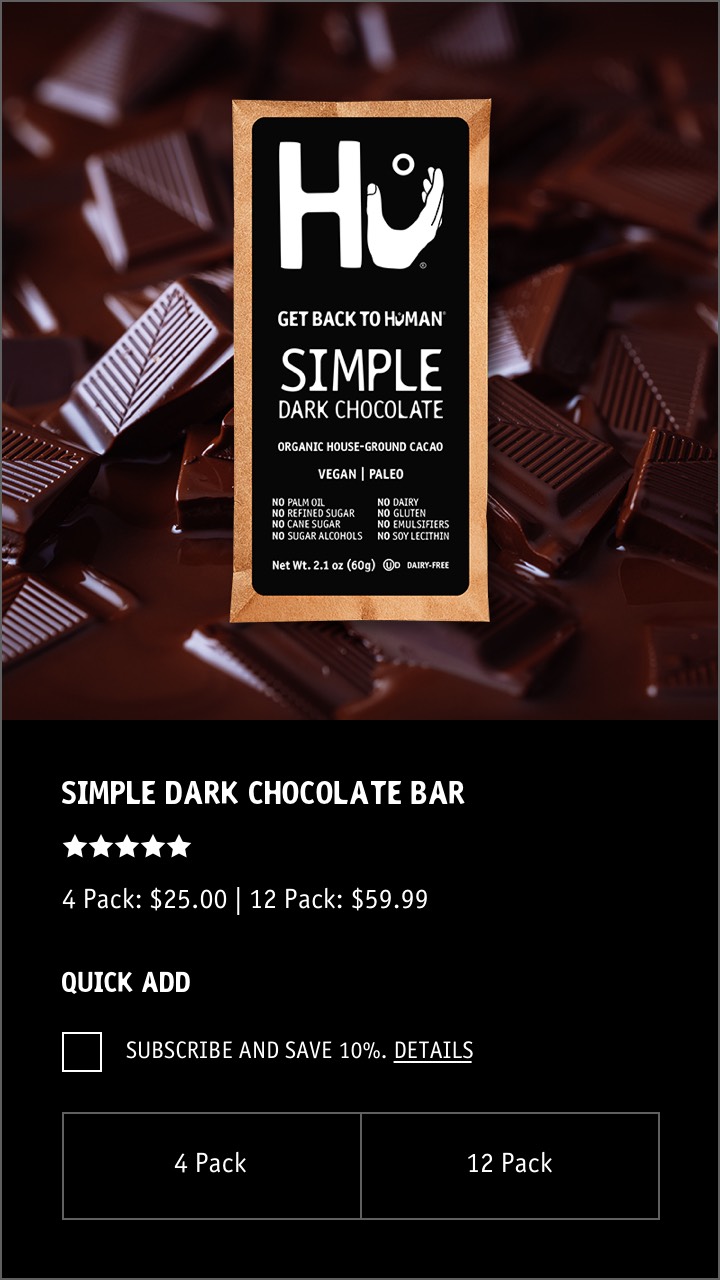 Hu
®
GET BACK TO HUMAN®
SIMPLE
DARK CHOCOLATE
ORGANIC HOUSE-GROUND CACAO
VEGAN | PALEO
NO PALM OIL
NO REFINED SUGAR
NO CANE SUGAR
NO SUGAR ALCOHOLS
NO DAIRY
NO GLUTEN
NO EMULSIFIERS
NO SOY LECITHIN
Net Wt. 2.1 oz (60g) Ⓤ D DAIRY-FREE
SIMPLE DARK CHOCOLATE BAR
4 Pack: $25.00 | 12 Pack: $59.99
QUICK ADD
SUBSCRIBE AND SAVE 10%. DETAILS
4 Pack
12 Pack